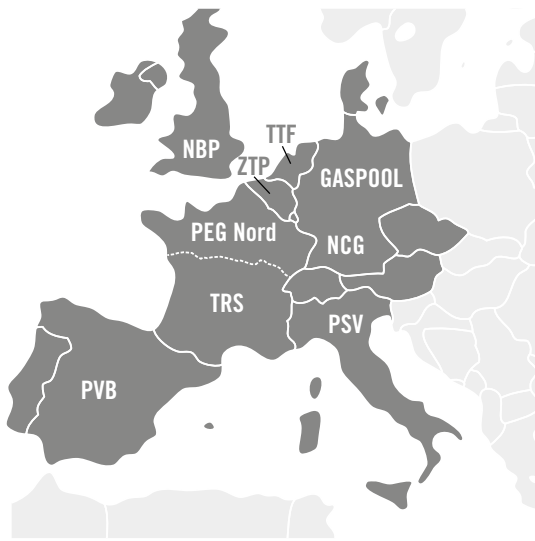 TTF
NBP
ZTP
GASPOOL
PEG Nord
NCG
TRS
PSV
PVB